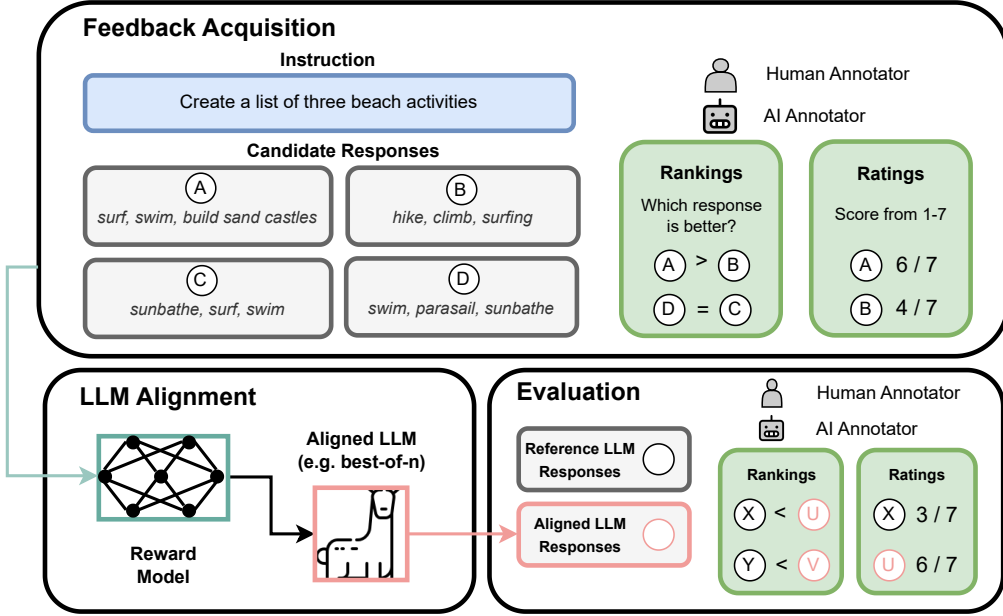 Feedback Acquisition
Instruction
Create a list of three beach activities
Candidate Responses
A
surf, swim, build sand castles
B
hike, climb, surfing
C
sunbathe, surf, swim
D
swim, parasail, sunbathe
Human Annotator
AI Annotator
Rankings
Which response
is better?
A > B
D = C
Ratings
Score from 1-7
A 6 / 7
B 4 / 7
LLM Alignment
Reward
Model
Aligned LLM
(e.g. best-of-n)
Evaluation
Reference LLM
Responses
Aligned LLM
Responses
Human Annotator
AI Annotator
Rankings
X < U
Y < V
Ratings
X 3 / 7
U 6 / 7